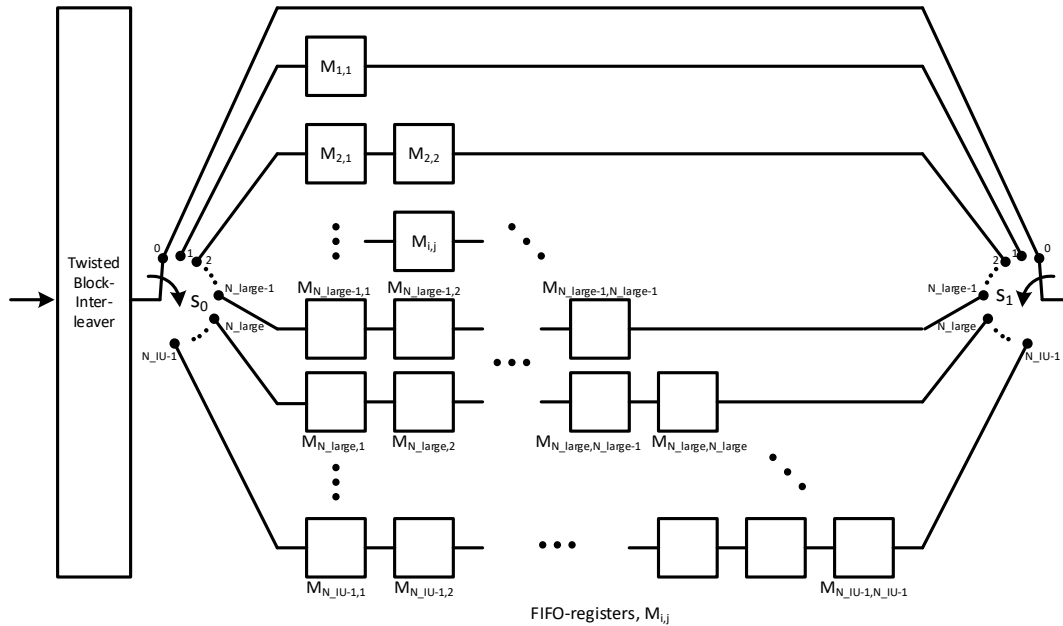 0
0
M1,1
M2,1
M2,2
Mi,j
1
2
2
1
Twisted
Block-
Inter-
leaver
S0
S1
N_large-1
N_large-1
MN_large-1,1
MN_large-1,2
MN_large-1,N_large-1
N_large
N_large
N_IU-1
N_IU-1
MN_large,1
MN_large,2
MN_large,N_large-1
MN_large,N_large
MN_IU-1,1
MN_IU-1,2
MN_IU-1,N_IU-1
FIFO-registers, Mi,j